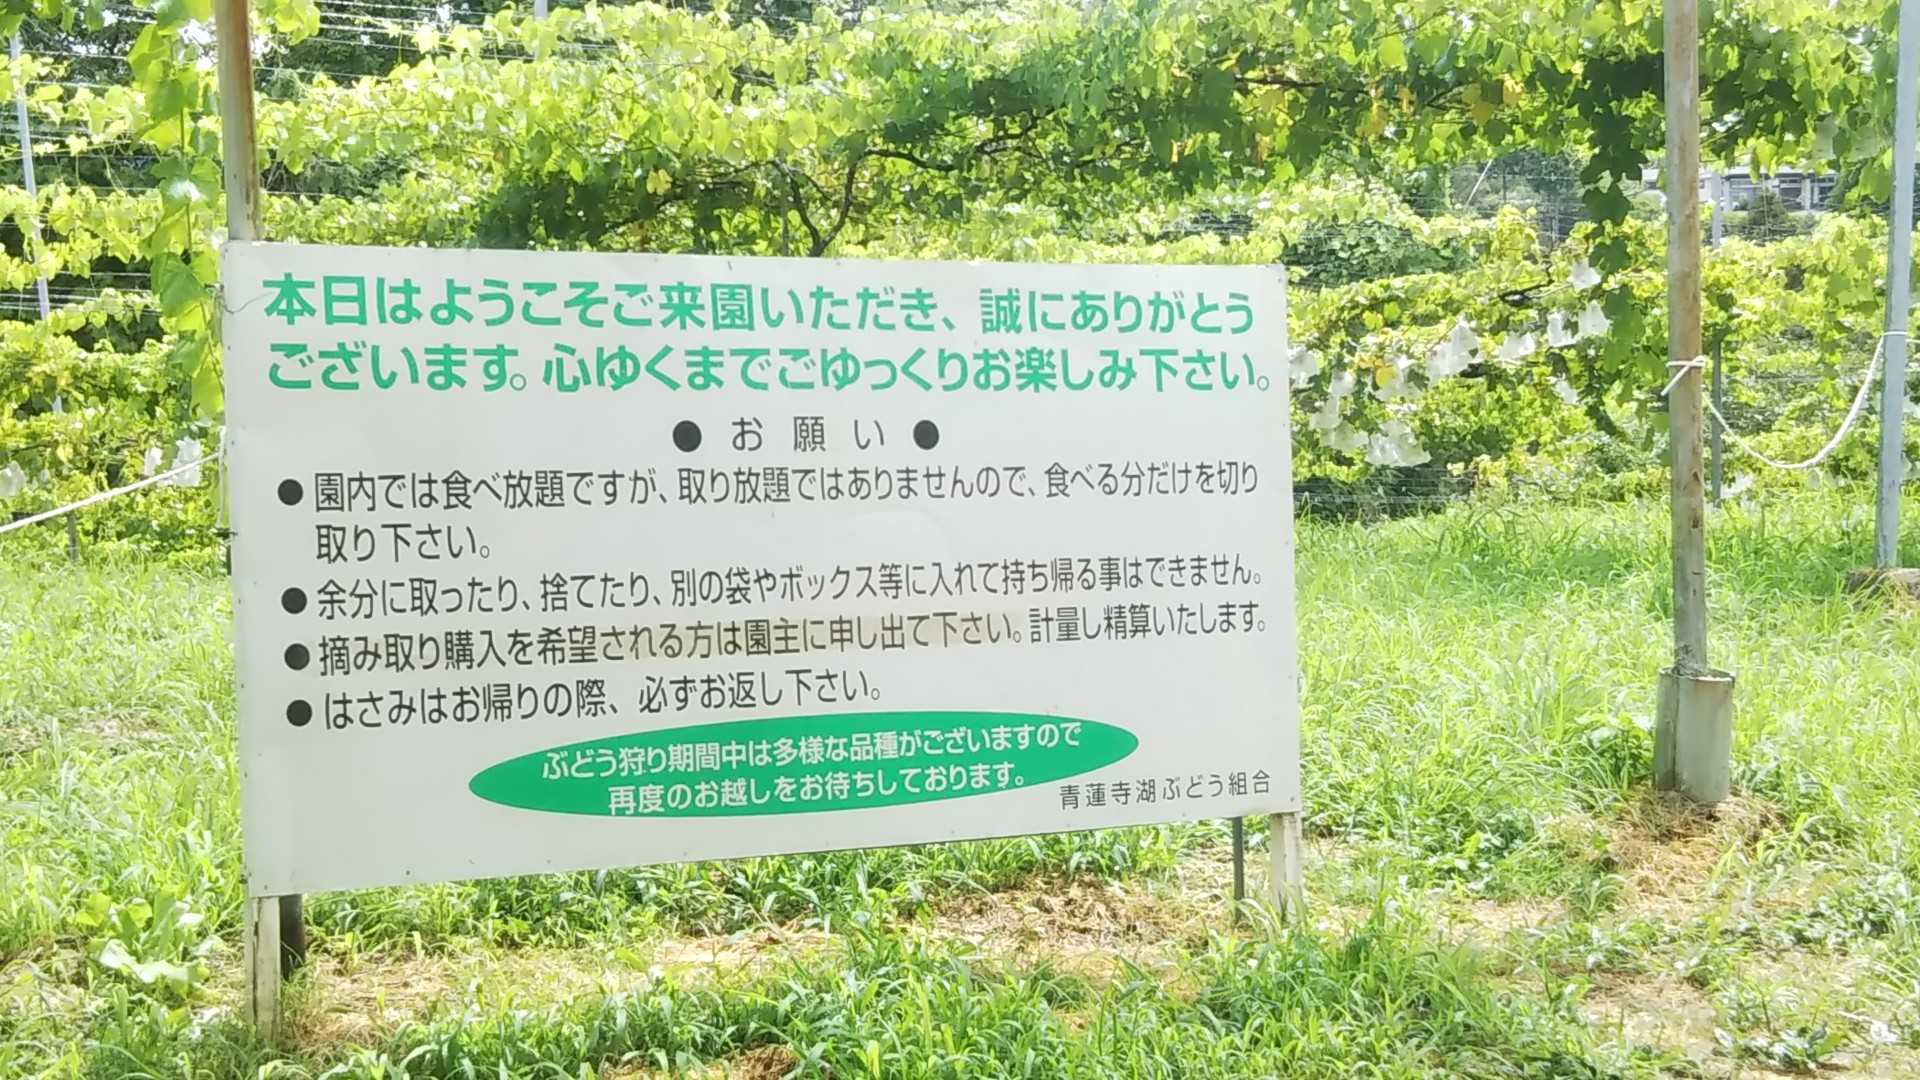 本日はようこそご来園いただき、誠にありがとう
ございます。心ゆくまでごゆっくりお楽しみ下さい。
●お願い●
●園内では食べ放題ですが、取り放題ではありませんので、食べる分だけを切り
取り下さい。
●余分に取ったり、捨てたり、別の袋やボックス等に入れて持ち帰る事はできません。
●摘み取り購入を希望される方は園主に申し出て下さい。計量し精算いたします。
●はさみはお帰りの際、必ずお返し下さい。
ぶどう狩り期間中は多様な品種がございますので
再度のお越しをお待ちしております。
青蓮寺湖ぶどう組合